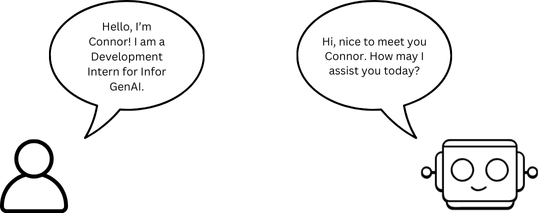 Hello, I'm
Connor! I am a
Development
Intern for Infor
GenAI.
Hi, nice to meet you
Connor. How may I
assist you today?